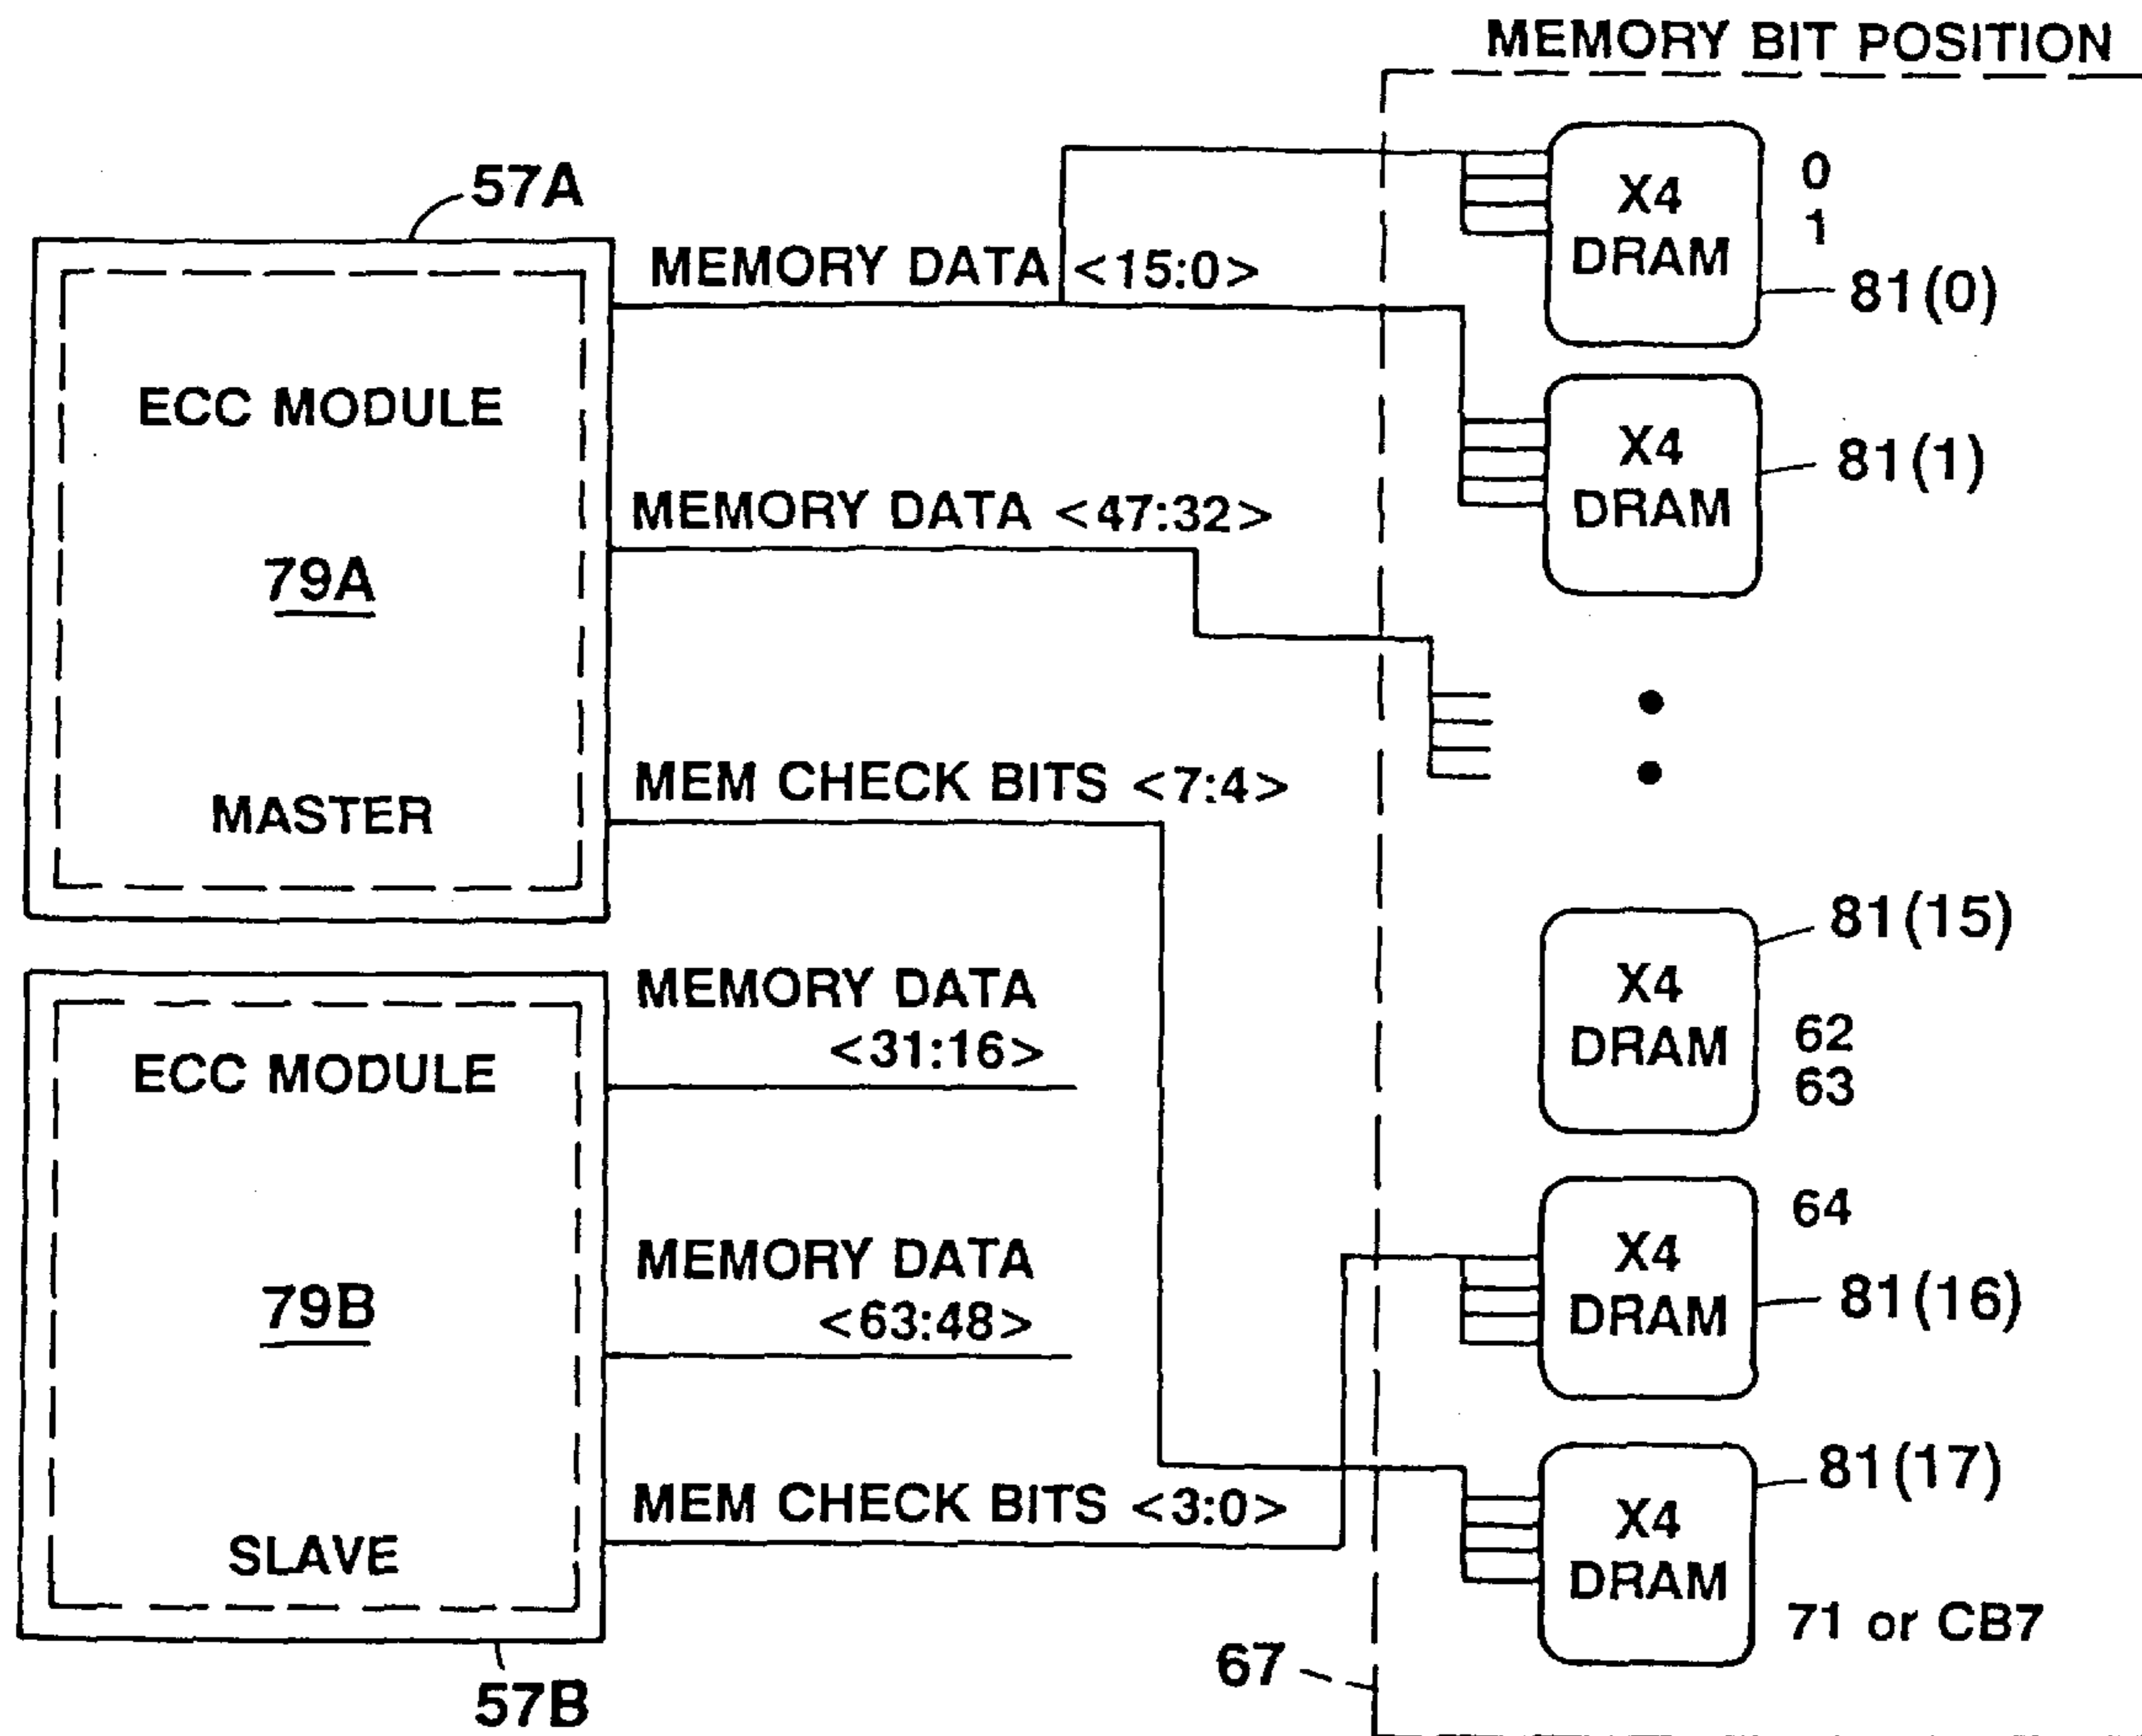 MEMORY BIT POSITION
57A
ECC MODULE
79A
MASTER
MEMORY DATA <15:0>
MEMORY DATA <47:32>
MEM CHECK BITS <7:4>
X4
DRAM
0
1
81(0)
X4
DRAM
81(1)
ECC MODULE
79B
SLAVE
57B
MEMORY DATA
<31:16>
MEMORY DATA
<63:48>
MEM CHECK BITS <3:0>
81(15)
X4
DRAM
62
63
64
X4
DRAM
81(16)
81(17)
X4
DRAM
71 or CB7
67